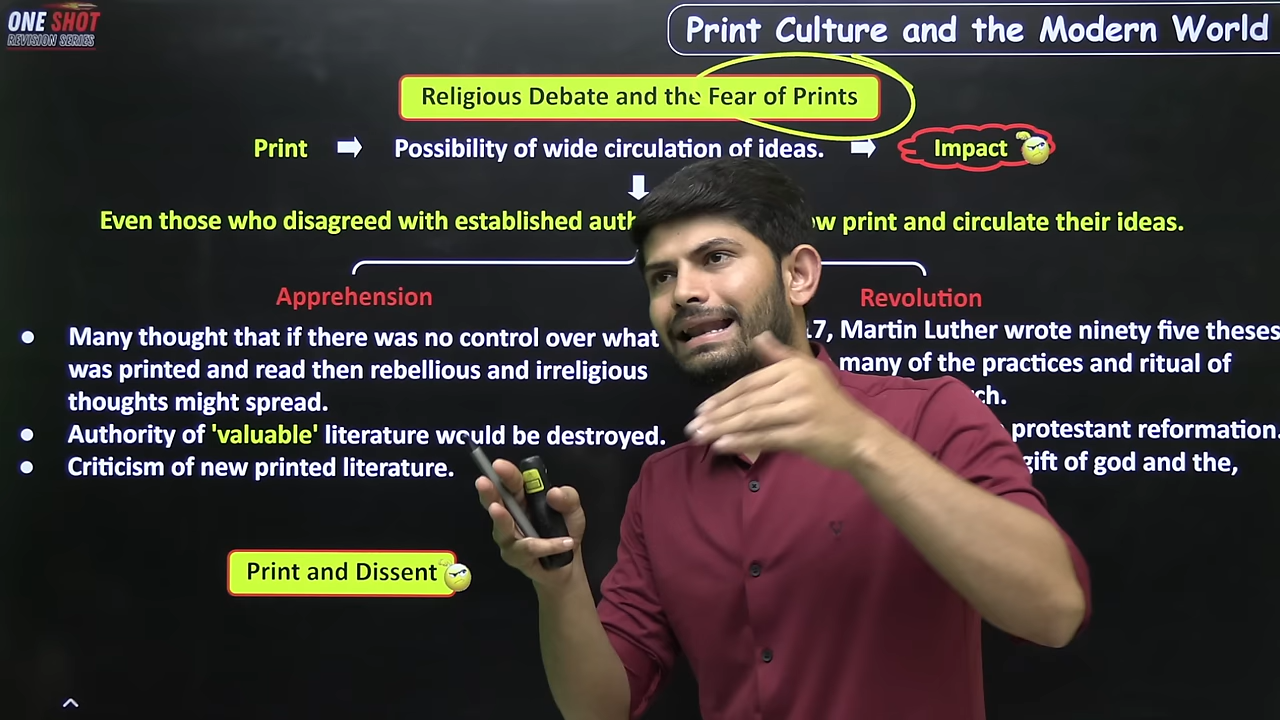 ONE SHOT
REVISION SERIES
Print Culture and the Modern World
Religious Debate and the Fear of Prints
Print Possibility of wide circulation of ideas. Impact
Even those who disagreed with established print and circulate their ideas.
Apprehension
Many thought that if there was no control over what
was printed and read then rebellious and irreligious
thoughts might spread.
Authority of 'valuable' literature would be destroyed.
Criticism of new printed literature.
Revolution
Martin Luther wrote ninety five theses
many of the practices and ritual of
protestant reformation.
gift of god and the,
Print and Dissent